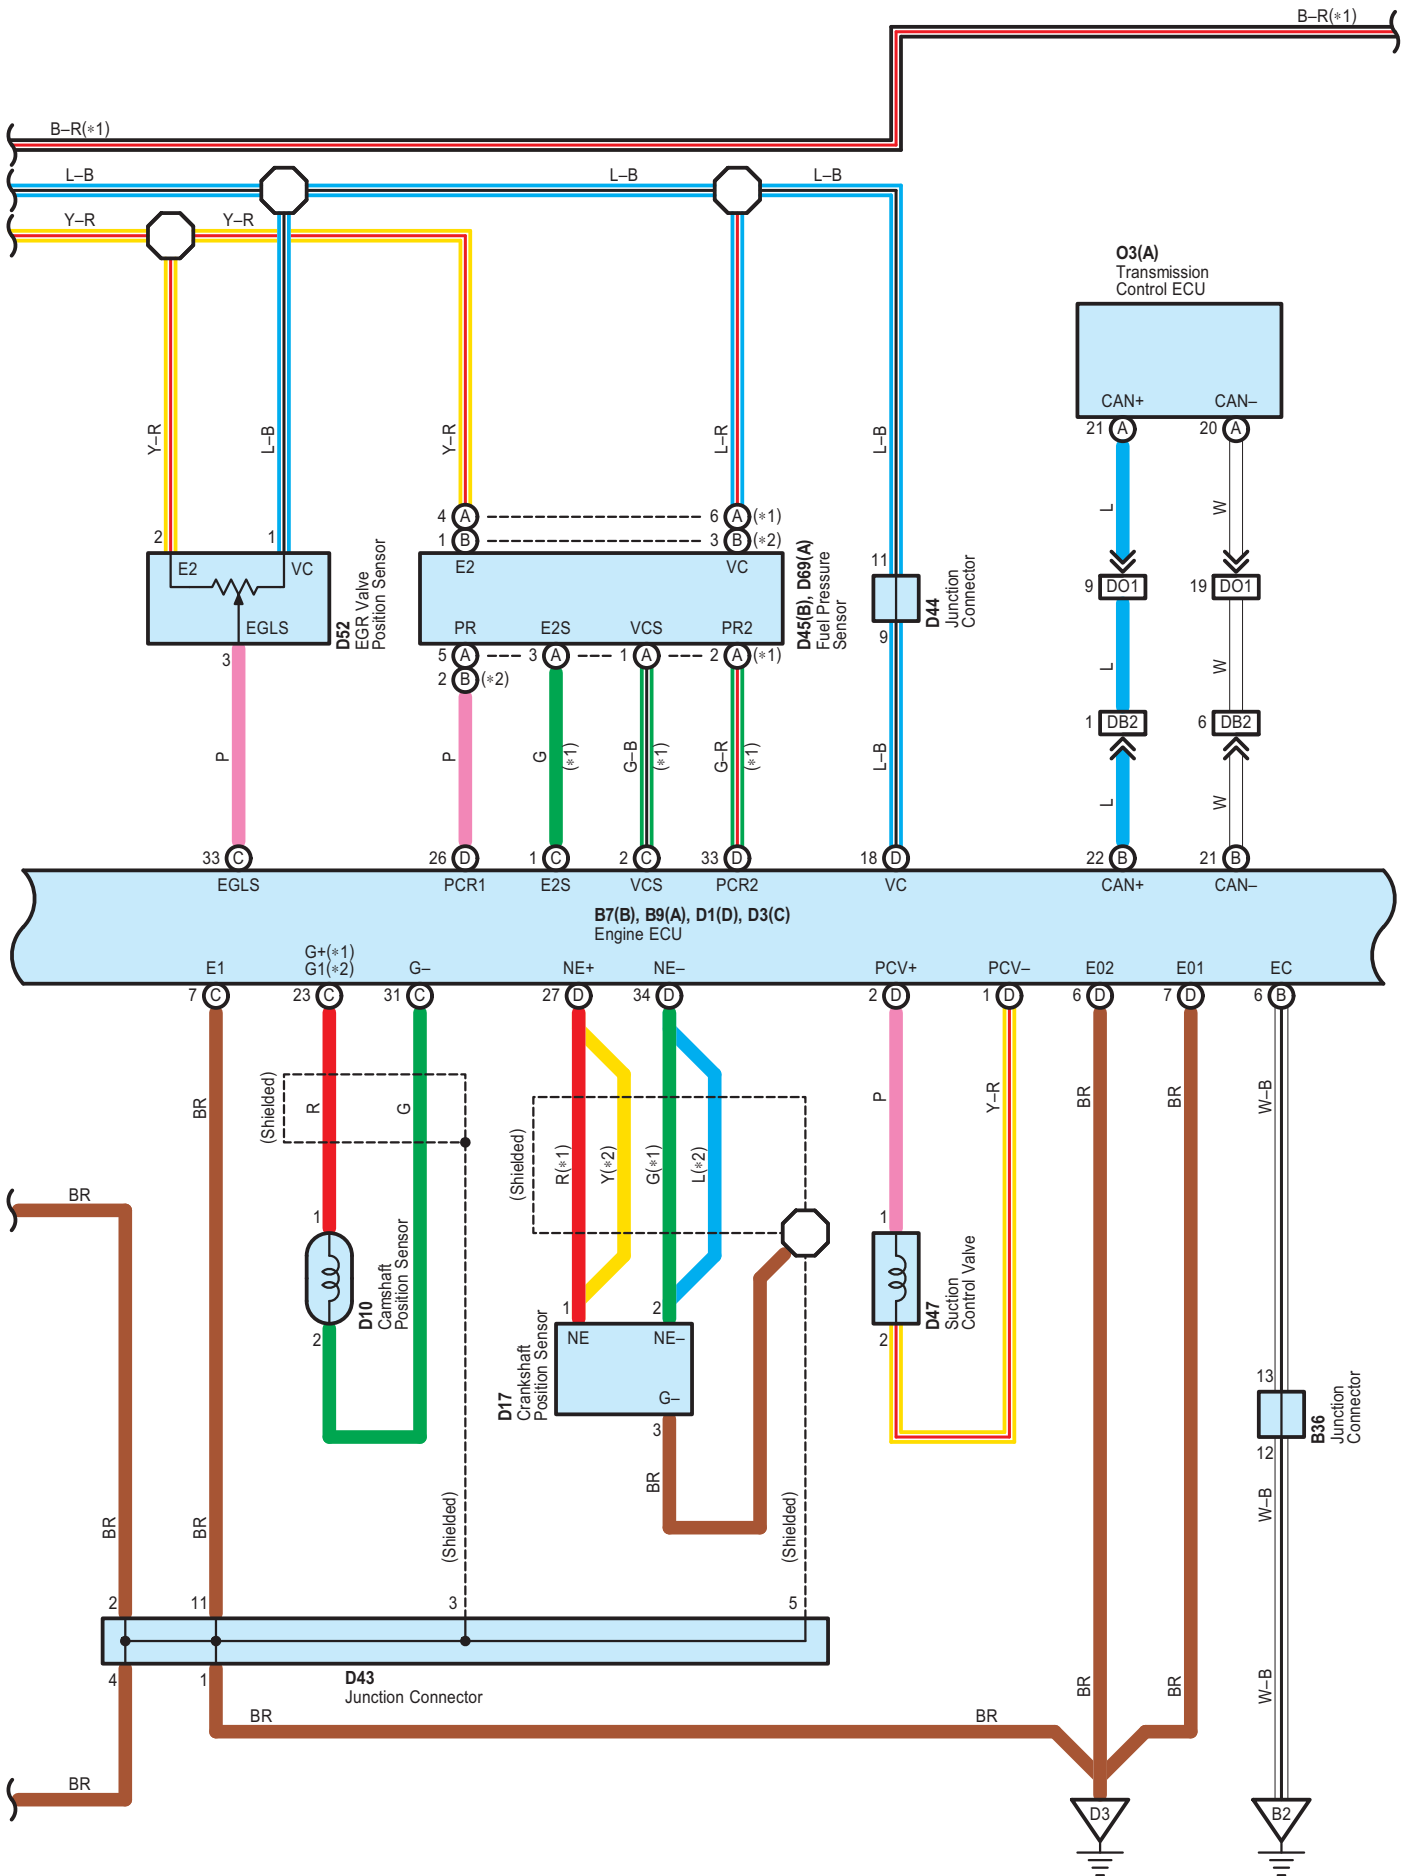 B–R(∗1)
B–R(∗1)
L–B
L–B
L–B
Y–R
Y–R
O3(A)
Transmission
Control ECU
CAN+
CAN–
21 A
20 A
Y–R
L–B
Y–R
L–R
L–B
L
W
4 A
6 A (∗1)
1 B
3 B (∗2)
2
1
E2
VC
EGLS
D52
EGR Valve
Position Sensor
3
E2
VC
PR
E2S
VCS
PR2
D45(B), D69(A)
Fuel Pressure
Sensor
5 A
3 A
1 A
2 A (∗1)
2 B (∗2)
11
D44
Junction
Connector
9
9 DO1
19 DO1
L
W
1 DB2
6 DB2
P
P
G
(∗1)
G–B
(∗1)
G–R
(∗1)
L–B
L
W
33 C
26 D
1 C
2 C
33 D
18 D
22 B
21 B
EGLS
PCR1
E2S
VCS
PCR2
VC
CAN+
CAN–
B7(B), B9(A), D1(D), D3(C)
Engine ECU
E1
G+(∗1)
G1(∗2)
G–
NE+
NE–
PCV+
PCV–
E02
E01
EC
7 C
23 C
31 C
27 D
34 D
2 D
1 D
6 D
7 D
6 B
BR
(Shielded)
R
G
(Shielded)
R(∗1)
Y(∗2)
G(∗1)
L(∗2)
P
Y–R
BR
BR
W–B
BR
1
D10
Camshaft
Position Sensor
2
1
2
NE
NE–
G–
D17
Crankshaft
Position Sensor
3
1
D47
Suction
Control Valve
2
13
B36
Junction
Connector
12
BR
BR
BR
(Shielded)
(Shielded)
W–B
2
11
3
5
4
1
D43
Junction Connector
BR
BR
BR
BR
W–B
BR
D3
B2